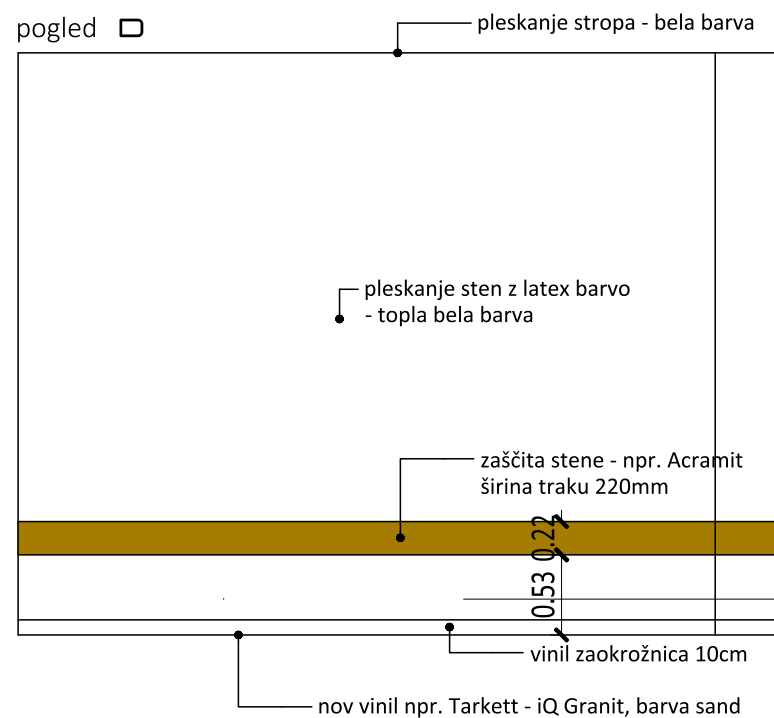 pogled D
pleskanje stropa - bela barva
pleskanje sten z latex barvo
- topla bela barva
zaščita stene - npr. Acramit
širina traku 220mm
0.22
0.53
vinil zaokrožnica 10cm
nov vinil npr. Tarkett - iQ Granit, barva sand